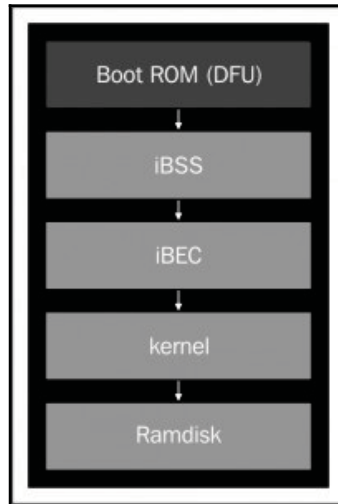 Boot ROM (DFU)
iBSS
iBEC
kernel
Ramdisk